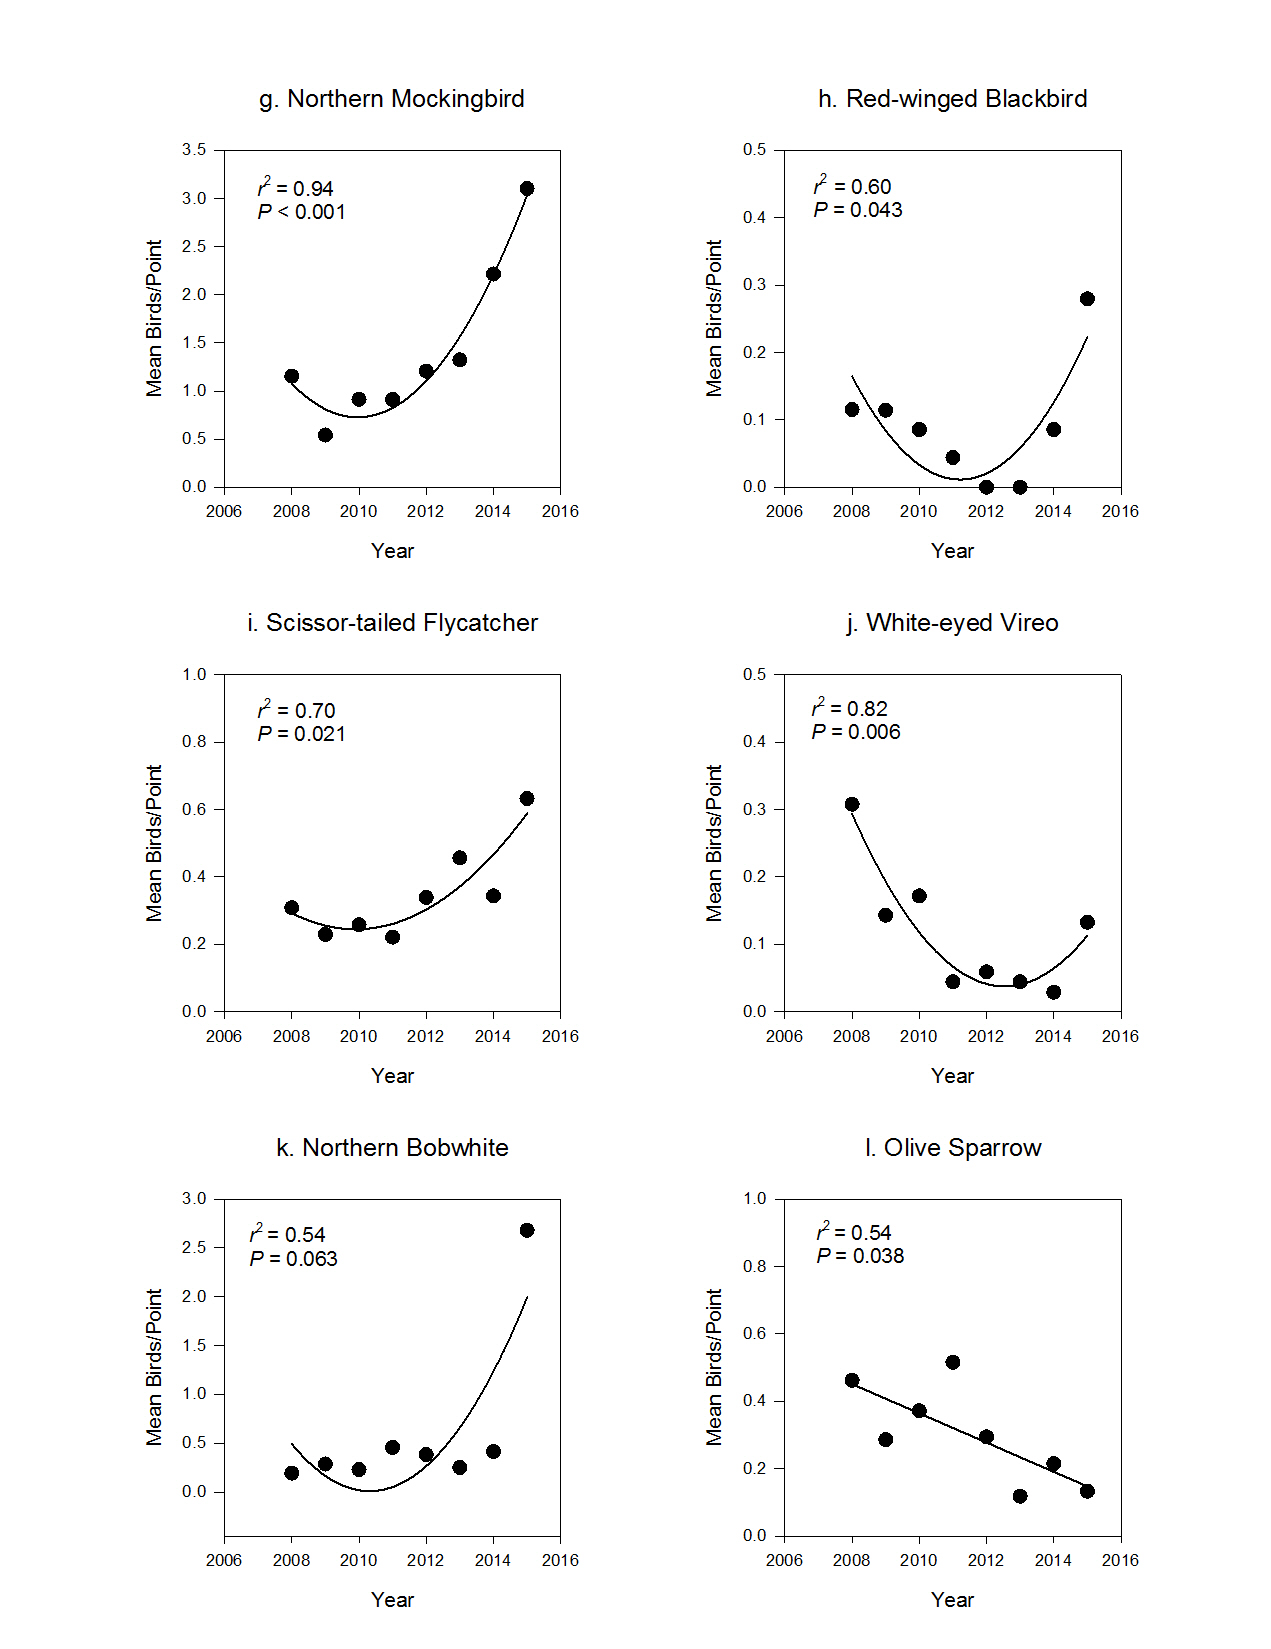 g. Northern Mockingbird
r² = 0.94
P < 0.001
3.5
3.0
2.5
2.0
1.5
1.0
0.5
0.0
Mean Birds/Point
2006 2008 2010 2012 2014 2016
Year
h. Red-winged Blackbird
r² = 0.60
P = 0.043
0.5
0.4
0.3
0.2
0.1
0.0
Mean Birds/Point
2006 2008 2010 2012 2014 2016
Year
i. Scissor-tailed Flycatcher
r² = 0.70
P = 0.021
1.0
0.8
0.6
0.4
0.2
0.0
Mean Birds/Point
2006 2008 2010 2012 2014 2016
Year
j. White-eyed Vireo
r² = 0.82
P = 0.006
0.5
0.4
0.3
0.2
0.1
0.0
Mean Birds/Point
2006 2008 2010 2012 2014 2016
Year
k. Northern Bobwhite
r² = 0.54
P = 0.063
3.0
2.5
2.0
1.5
1.0
0.5
0.0
Mean Birds/Point
2006 2008 2010 2012 2014 2016
Year
l. Olive Sparrow
r² = 0.54
P = 0.038
1.0
0.8
0.6
0.4
0.2
0.0
Mean Birds/Point
2006 2008 2010 2012 2014 2016
Year